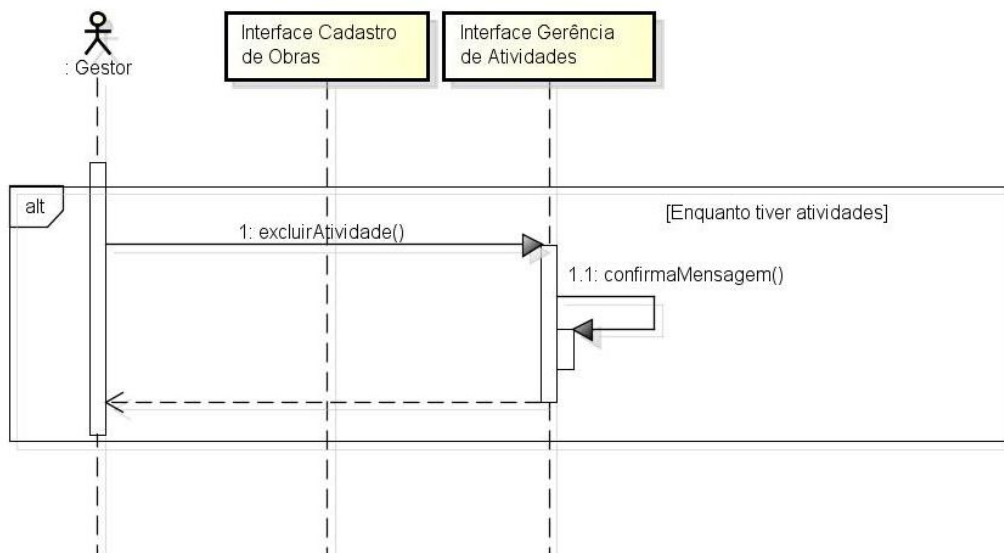 : Gestor
Interface Cadastro
de Obras
Interface Gerência
de Atividades
alt
[Enquanto tiver atividades]
1: excluirAtividade()
1.1: confirmaMensagem()